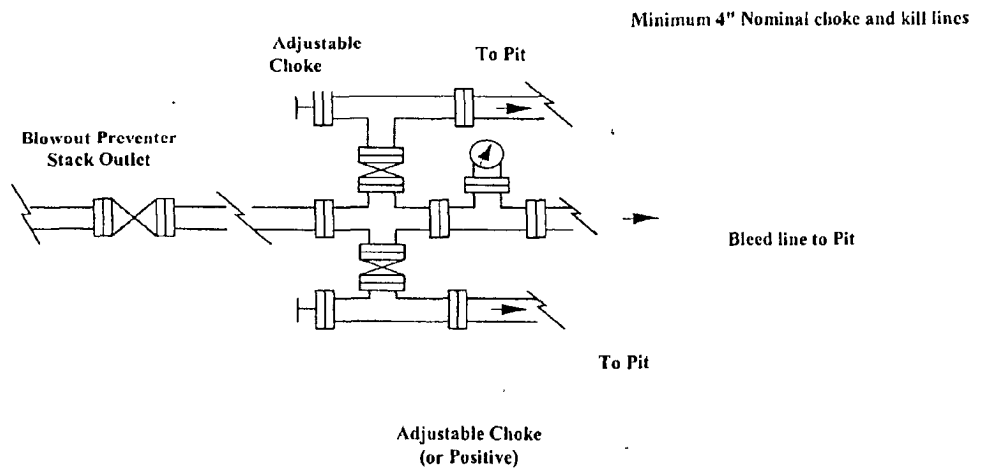 Minimum 4" Nominal choke and kill lines
Adjustable
Choke
To Pit
Blowout Preventer
Stack Outlet
Bleed line to Pit
To Pit
Adjustable Choke
(or Positive)